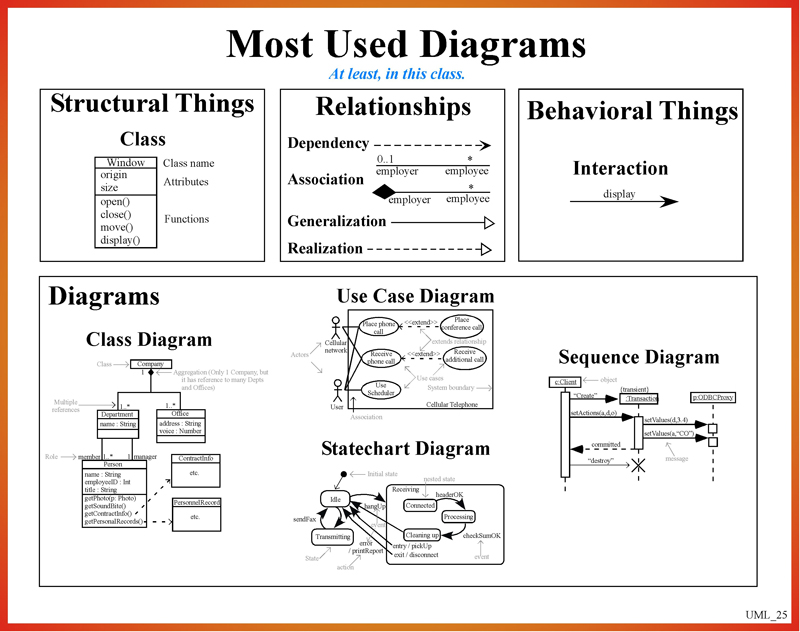 Most Used Diagrams
At least, in this class.
Structural Things
Class
Window
Class name
origin
size
Attributes
open()
close()
move()
display()
Functions
Relationships
Dependency
Association
0..1
*
employer
employee
*
employer
employee
Generalization
Realization
Behavioral Things
Interaction
display
Diagrams
Class Diagram
Class
Company
1
Aggregation (Only 1 Company, but
it has reference to many Depts
and Offices)
Multiple
references
1..*
1..*
Department
name : String
Office
address : String
voice : Number
Role
member
1..*
1
manager
Person
name : String
employeeID : Int
title : String
getPhoto(p: Photo)
getSoundBite()
getContractInfo()
getPersonalRecords()
ContractInfo
etc.
PersonnelRecord
etc.
Use Case Diagram
Place phone
call
<<extend>>
Place
conference call
Cellular
network
extends relationship
Actors
Receive
phone call
<<extend>>
Receive
additional call
Use cases
Use
Scheduler
System boundary
User
Cellular Telephone
Association
Statechart Diagram
Initial state
nested state
Receiving
Idle
hangUp
Connected
headerOK
Processing
sendFax
event
Transmitting
Cleaning up
checkSumOK
error
/ printReport
entry / pickUp
exit / disconnect
State
action
event
Sequence Diagram
c:Client
object
{transient}
"Create"
:Transaction
p:ODBCProxy
setActions(a,d,o)
setValues(d,3.4)
setValues(a,"CO")
committed
message
"destroy"
UML_25